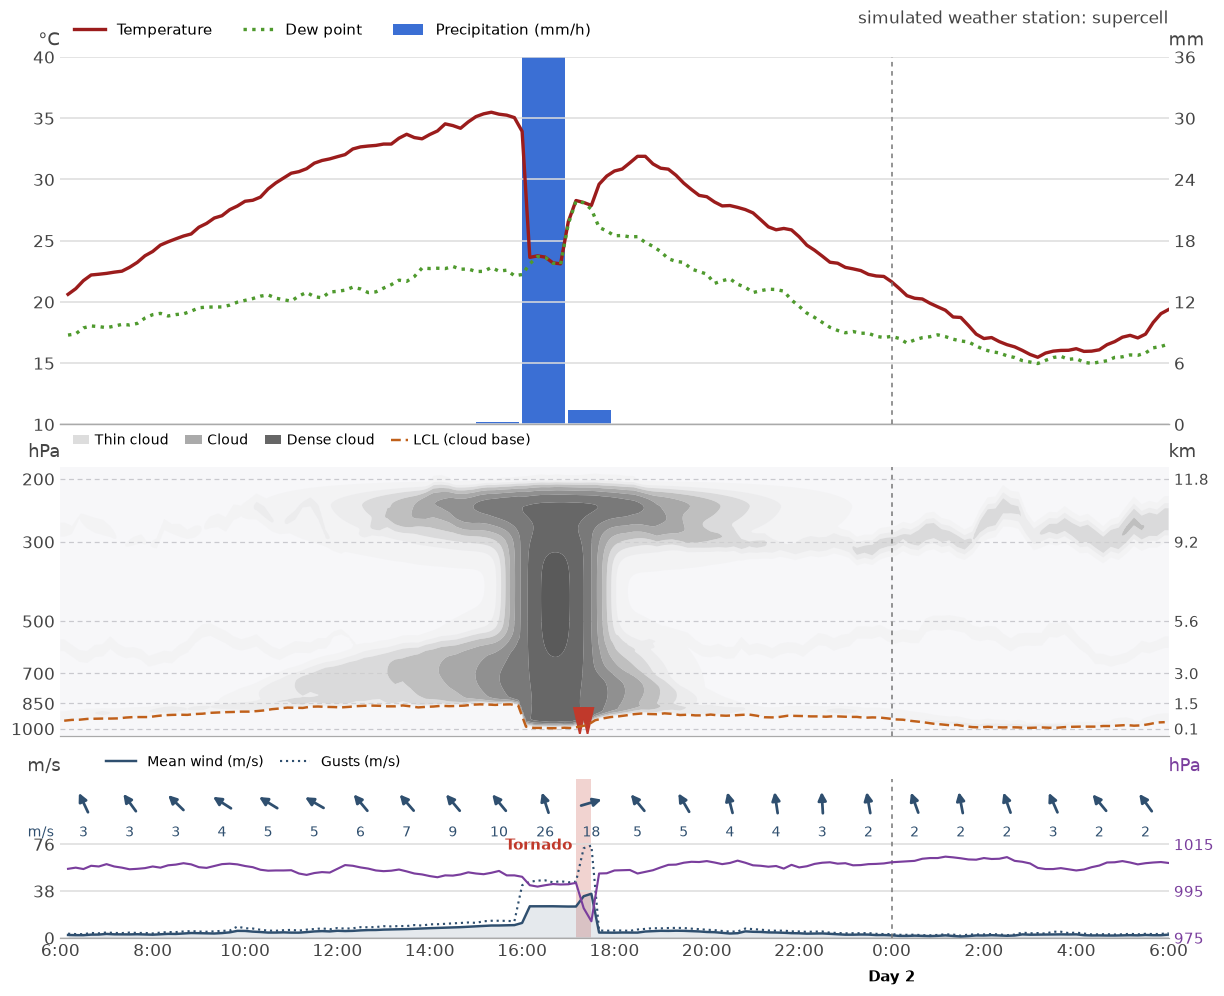 simulated weather station: supercell
°C Temperature Dew point Precipitation (mm/h) mm
40 36
35 30
30 24
25 18
20 12
15 6
10 0
Thin cloud Cloud Dense cloud LCL (cloud base)
hPa km
200 11.8
300 9.2
500 5.6
700 3.0
850 1.5
1000 0.1
m/s Mean wind (m/s) Gusts (m/s) hPa
m/s 3 3 3 4 5 5 6 7 9 10 26 18 5 5 4 4 3 2 2 2 2 3 2 2
76 Tornado 1015
38 995
0 975
6:00 8:00 10:00 12:00 14:00 16:00 18:00 20:00 22:00 0:00 2:00 4:00 6:00
Day 2